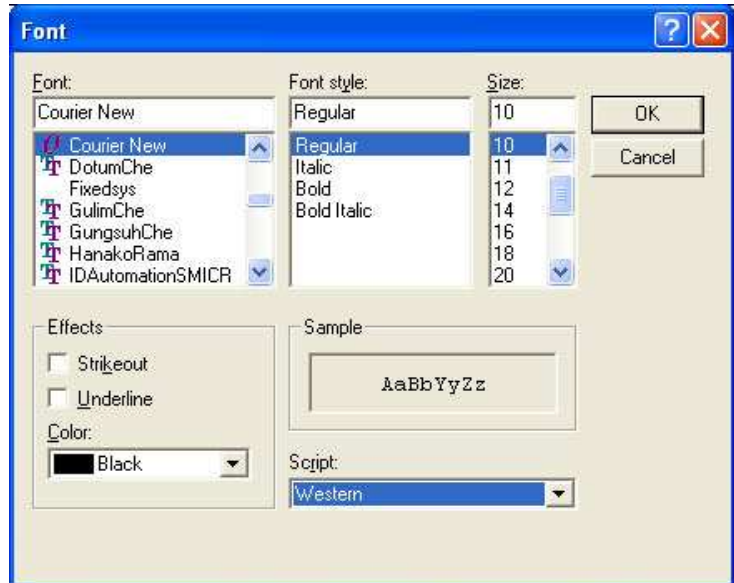 Font
Font:
Font style:
Size:
Courier New
Regular
10
OK
Cancel
Courier New
DotumChe
Fixedsys
GulimChe
GungsuhChe
HanakoRama
IDAutomationSMICR
Regular
Italic
Bold
Bold Italic
10
11
12
14
16
18
20
Effects
Strikeout
Underline
Color:
Black
Sample
AaBbYyZz
Script:
Western